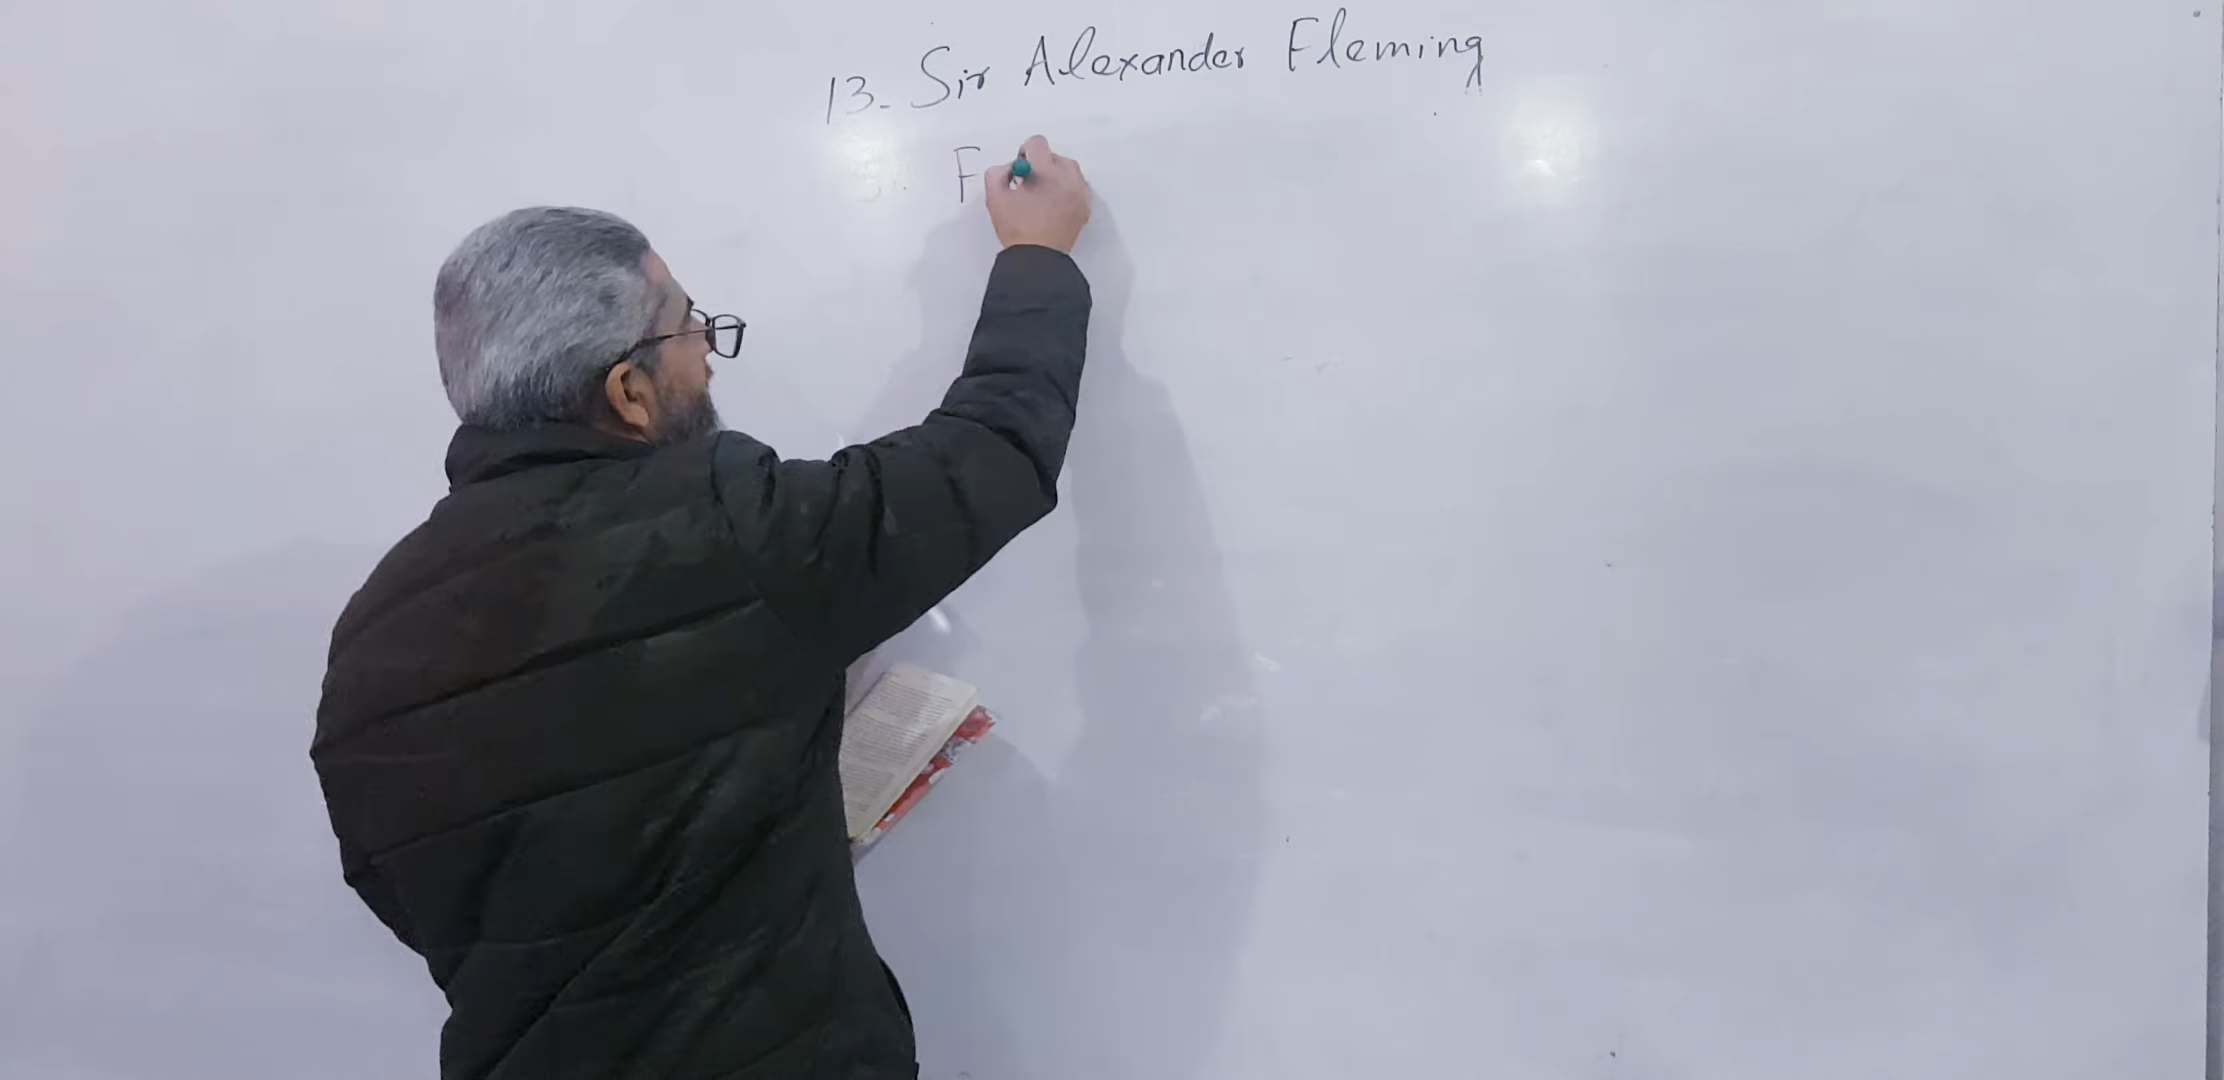 13- Sir Alexander Fleming
F